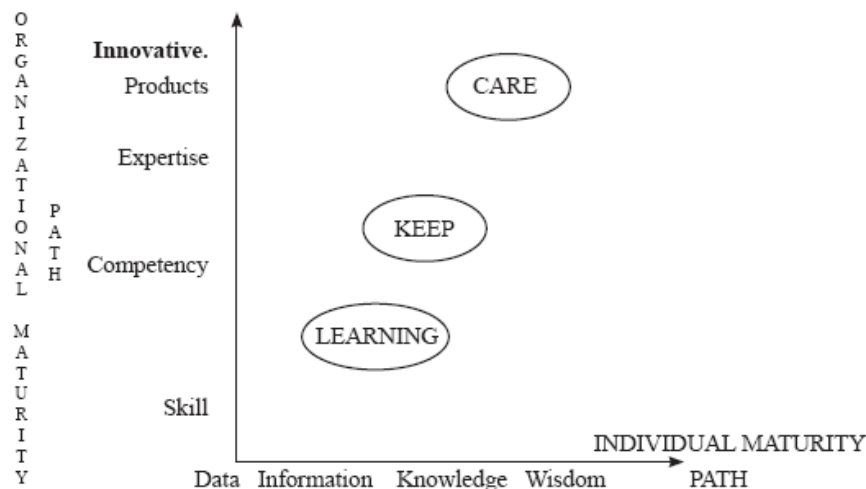 ORGANIZATIONAL MATURITY
PATH
Innovative.
Products
Expertise
Competency
Skill
CARE
KEEP
LEARNING
INDIVIDUAL MATURITY
Data Information Knowledge Wisdom PATH